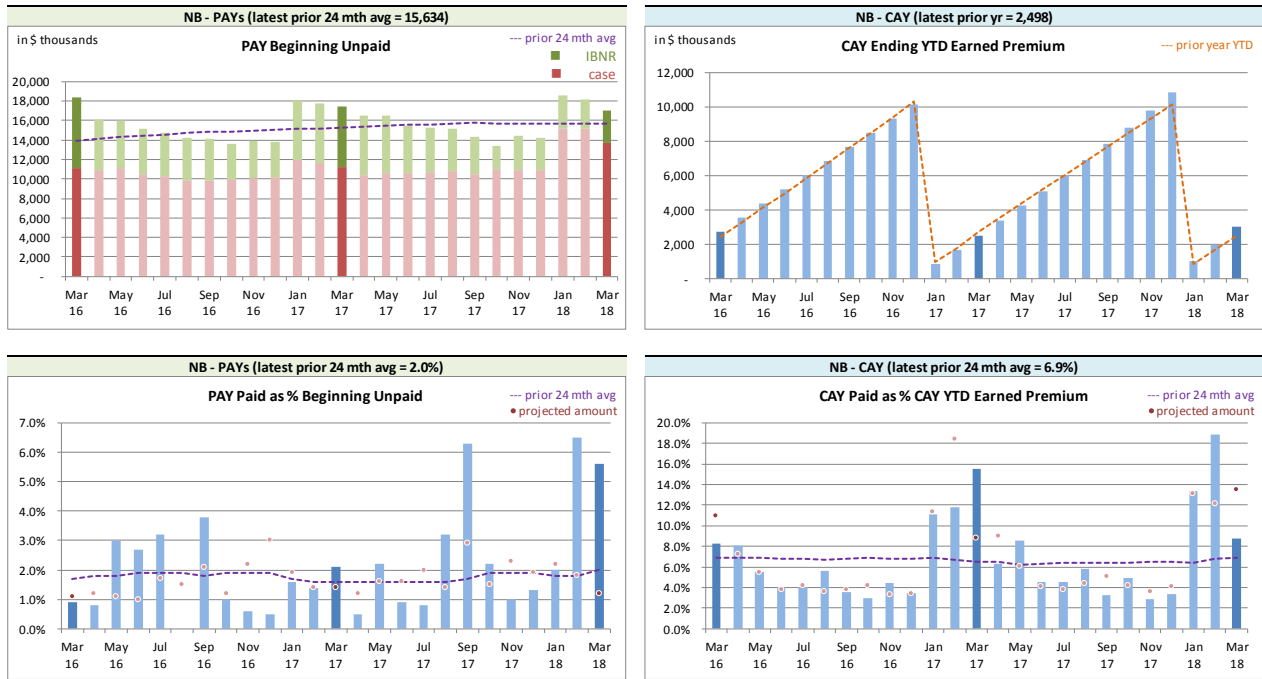 NB - PAYs (latest prior 24 mth avg = 15,634)
in $ thousands
PAY Beginning Unpaid
--- prior 24 mth avg
IBNR
case
20,000
18,000
16,000
14,000
12,000
10,000
8,000
6,000
4,000
2,000
-
Mar May Jul Sep Nov Jan Mar May Jul Sep Nov Jan Mar
16 16 16 16 16 17 17 17 17 17 17 18 18
NB - CAY (latest prior yr = 2,498)
in $ thousands
CAY Ending YTD Earned Premium
--- prior year YTD
12,000
10,000
8,000
6,000
4,000
2,000
-
Mar May Jul Sep Nov Jan Mar May Jul Sep Nov Jan Mar
16 16 16 16 16 17 17 17 17 17 17 18 18
NB - PAYs (latest prior 24 mth avg = 2.0%)
PAY Paid as % Beginning Unpaid
--- prior 24 mth avg
projected amount
7.0%
6.0%
5.0%
4.0%
3.0%
2.0%
1.0%
0.0%
Mar May Jul Sep Nov Jan Mar May Jul Sep Nov Jan Mar
16 16 16 16 16 17 17 17 17 17 17 18 18
NB - CAY (latest prior 24 mth avg = 6.9%)
CAY Paid as % CAY YTD Earned Premium
--- prior 24 mth avg
projected amount
20.0%
18.0%
16.0%
14.0%
12.0%
10.0%
8.0%
6.0%
4.0%
2.0%
0.0%
Mar May Jul Sep Nov Jan Mar May Jul Sep Nov Jan Mar
16 16 16 16 16 17 17 17 17 17 17 18 18